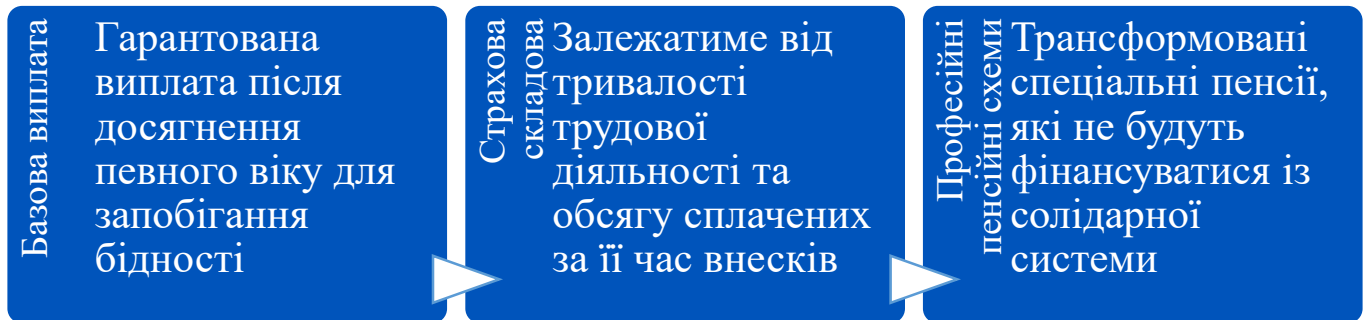 Базова виплата
Гарантована
виплата після
досягнення
певного віку для
запобігання
бідності
Страхова
складова
Залежатиме від
тривалості
трудової
діяльності та
обсягу сплачених
за її час внесків
Професійні
пенсійні схеми
Трансформовані
спеціальні пенсії,
які не будуть
фінансуватися із
солідарної
системи